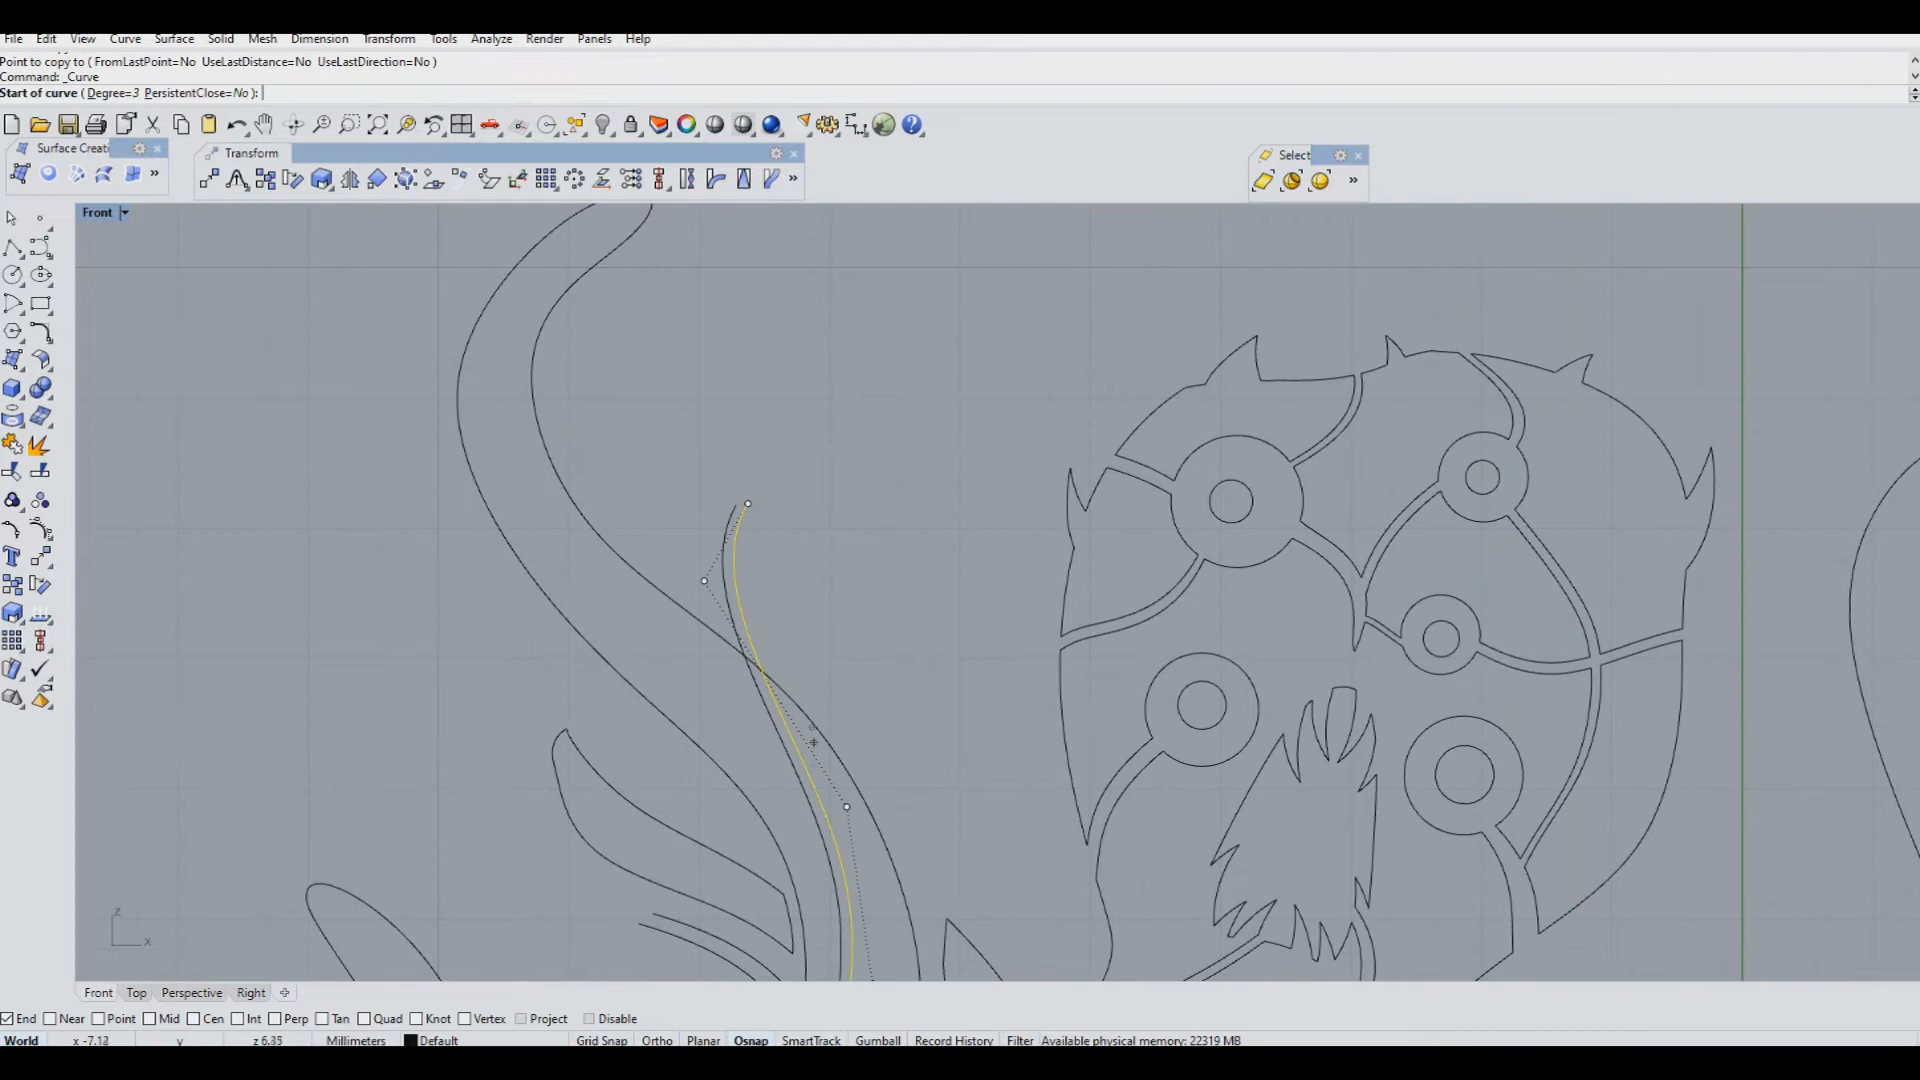 File Edit View Curve Surface Solid Mesh Dimension Transform Tools Analyze Render Panels Help
Point to copy to ( FromLastPoint=No UseLastDistance=No UseLastDirection=No )
Command: _Curve
Start of curve ( Degree=3 PersistentClose=No ):
Surface Creati
Transform
Select
Front
z
x
Front Top Perspective Right
End Near Point Mid Cen Int Perp Tan Quad Knot Vertex Project Disable
World x -7.12 y z 6.35 Millimeters Default Grid Snap Ortho Planar Osnap SmartTrack Gumball Record History Filter Available physical memory: 22319 MB